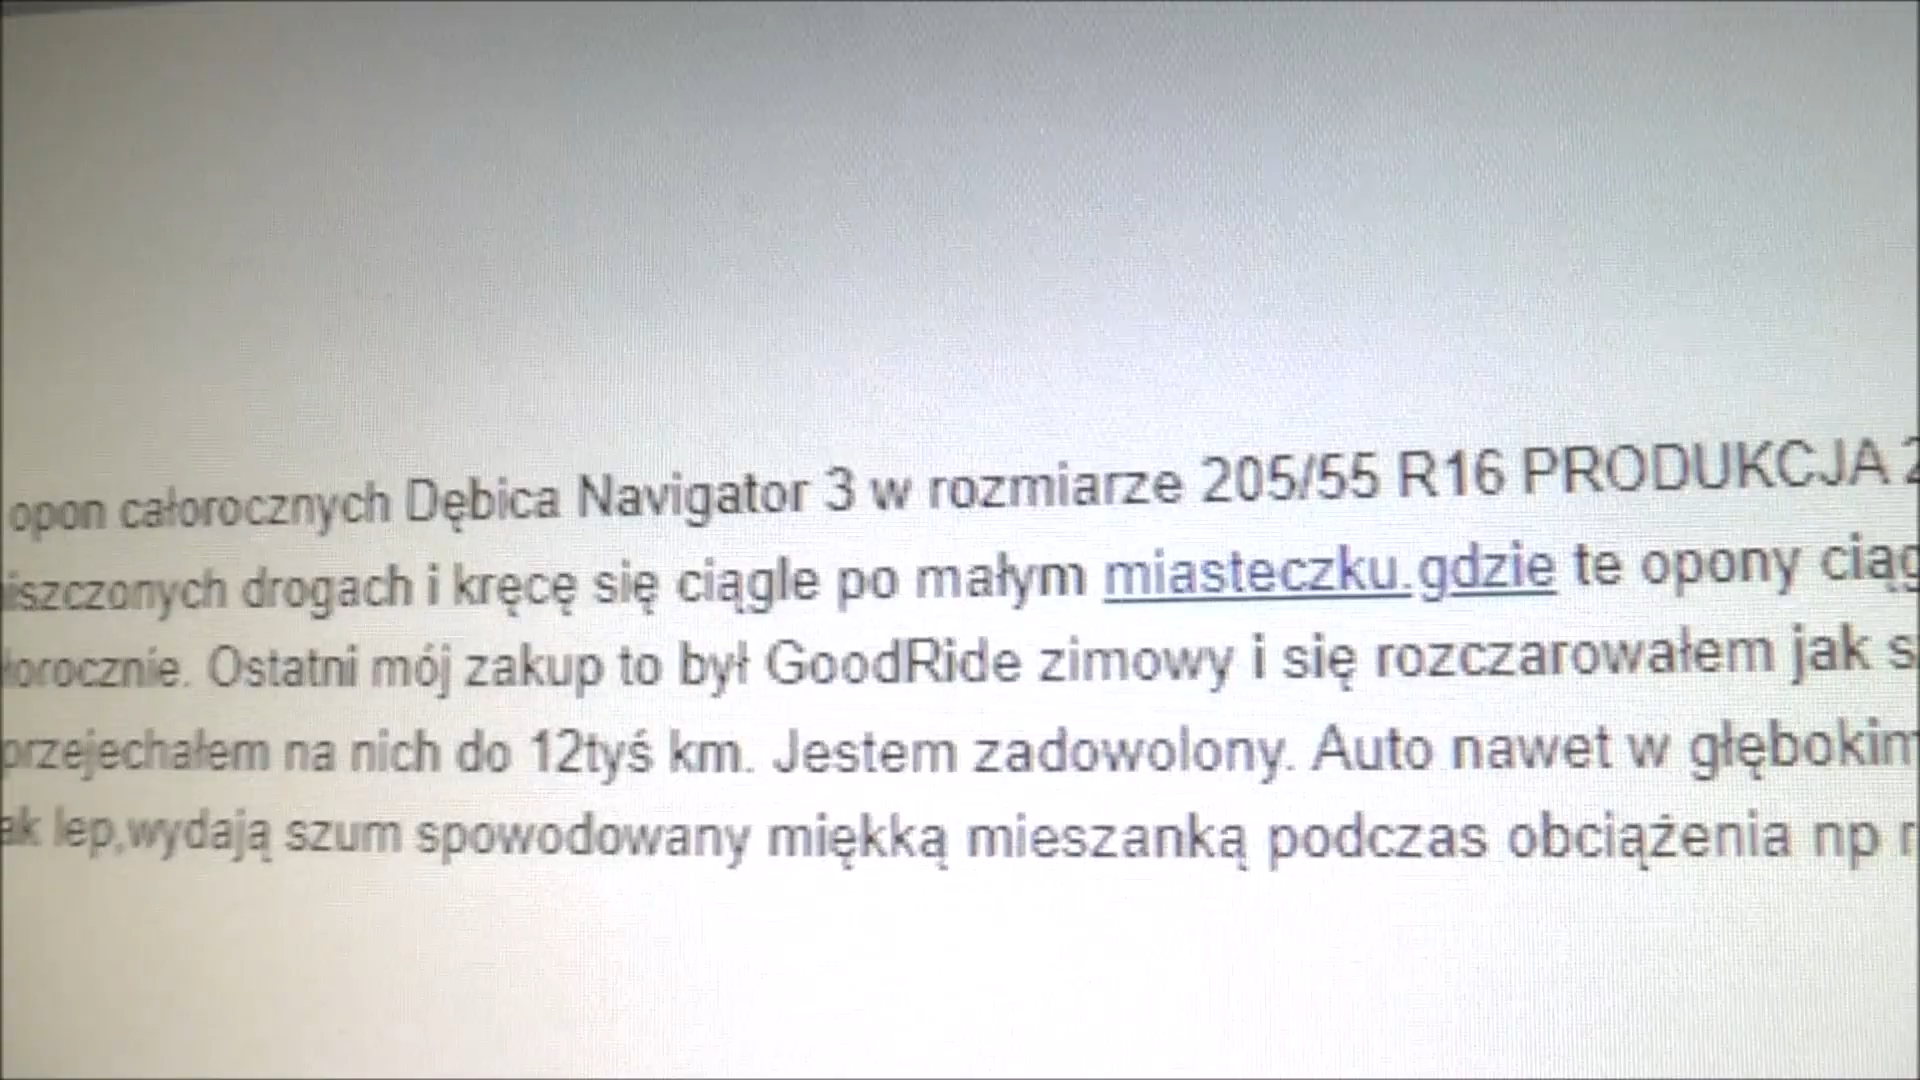 opon całorocznych Dębica Navigator 3 w rozmiarze 205/55 R16 PRODUKCJA 2
iszczonych drogach i kręcę się ciągle po małym miasteczku.gdzie te opony ciąg
łorocznie. Ostatni mój zakup to był GoodRide zimowy i się rozczarowałem jak s
przejechałem na nich do 12tyś km. Jestem zadowolony. Auto nawet w głębokim
ak lep,wydają szum spowodowany miękką mieszanką podczas obciążenia np